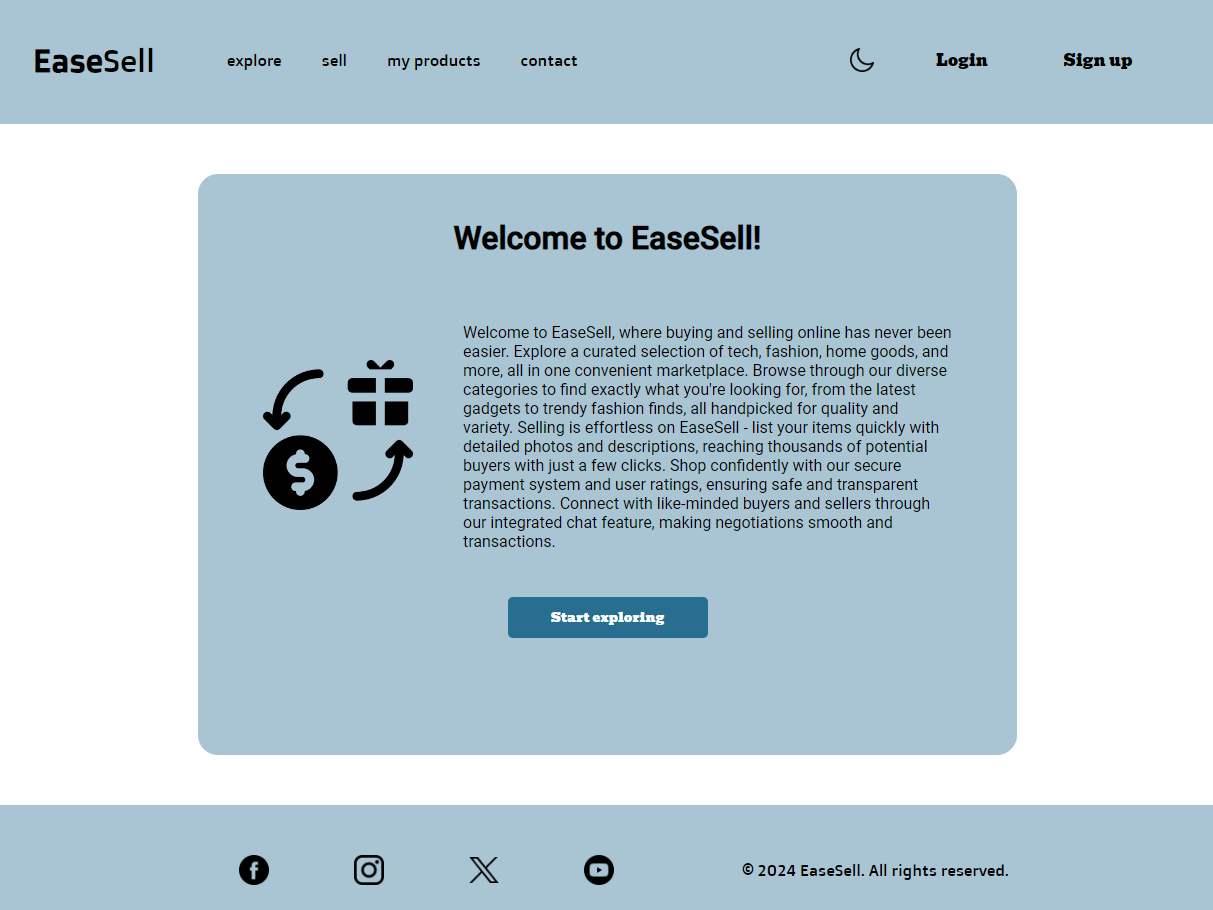 EaseSell explore sell my products contact Login Sign up
Welcome to EaseSell!
Welcome to EaseSell, where buying and selling online has never been
easier. Explore a curated selection of tech, fashion, home goods, and
more, all in one convenient marketplace. Browse through our diverse
categories to find exactly what you're looking for, from the latest
gadgets to trendy fashion finds, all handpicked for quality and
variety. Selling is effortless on EaseSell - list your items quickly with
detailed photos and descriptions, reaching thousands of potential
buyers with just a few clicks. Shop confidently with our secure
payment system and user ratings, ensuring safe and transparent
transactions. Connect with like-minded buyers and sellers through
our integrated chat feature, making negotiations smooth and
transactions.
Start exploring
© 2024 EaseSell. All rights reserved.